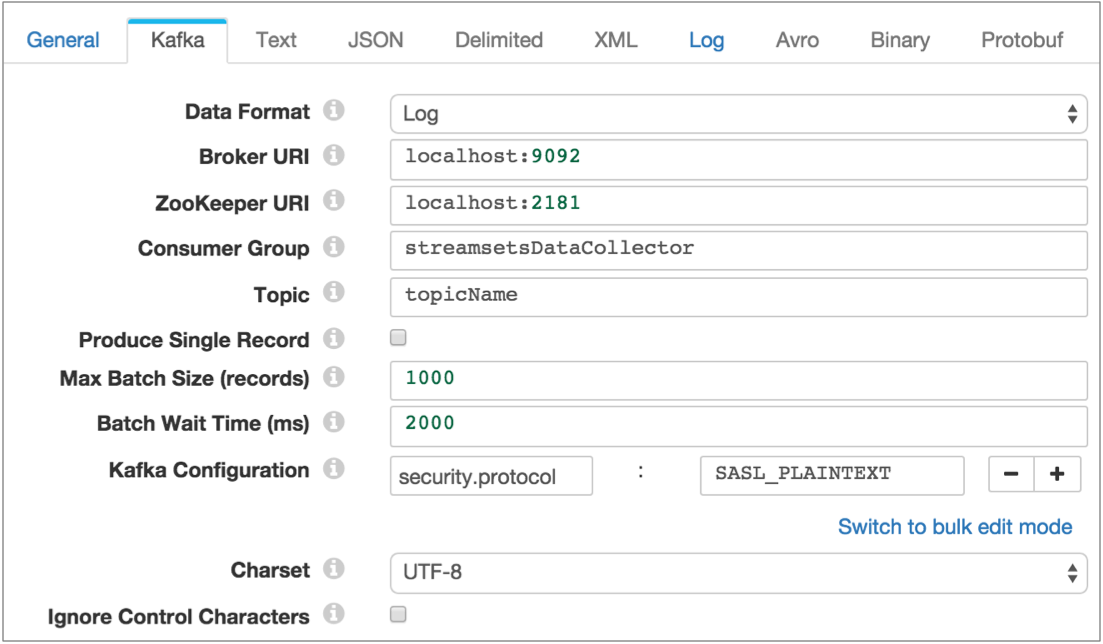 General Kafka Text JSON Delimited XML Log Avro Binary Protobuf
Data Format i Log
Broker URI i localhost:9092
ZooKeeper URI i localhost:2181
Consumer Group i streamsetsDataCollector
Topic i topicName
Produce Single Record i
Max Batch Size (records) i 1000
Batch Wait Time (ms) i 2000
Kafka Configuration i security.protocol : SASL_PLAINTEXT - +
Switch to bulk edit mode
Charset i UTF-8
Ignore Control Characters i